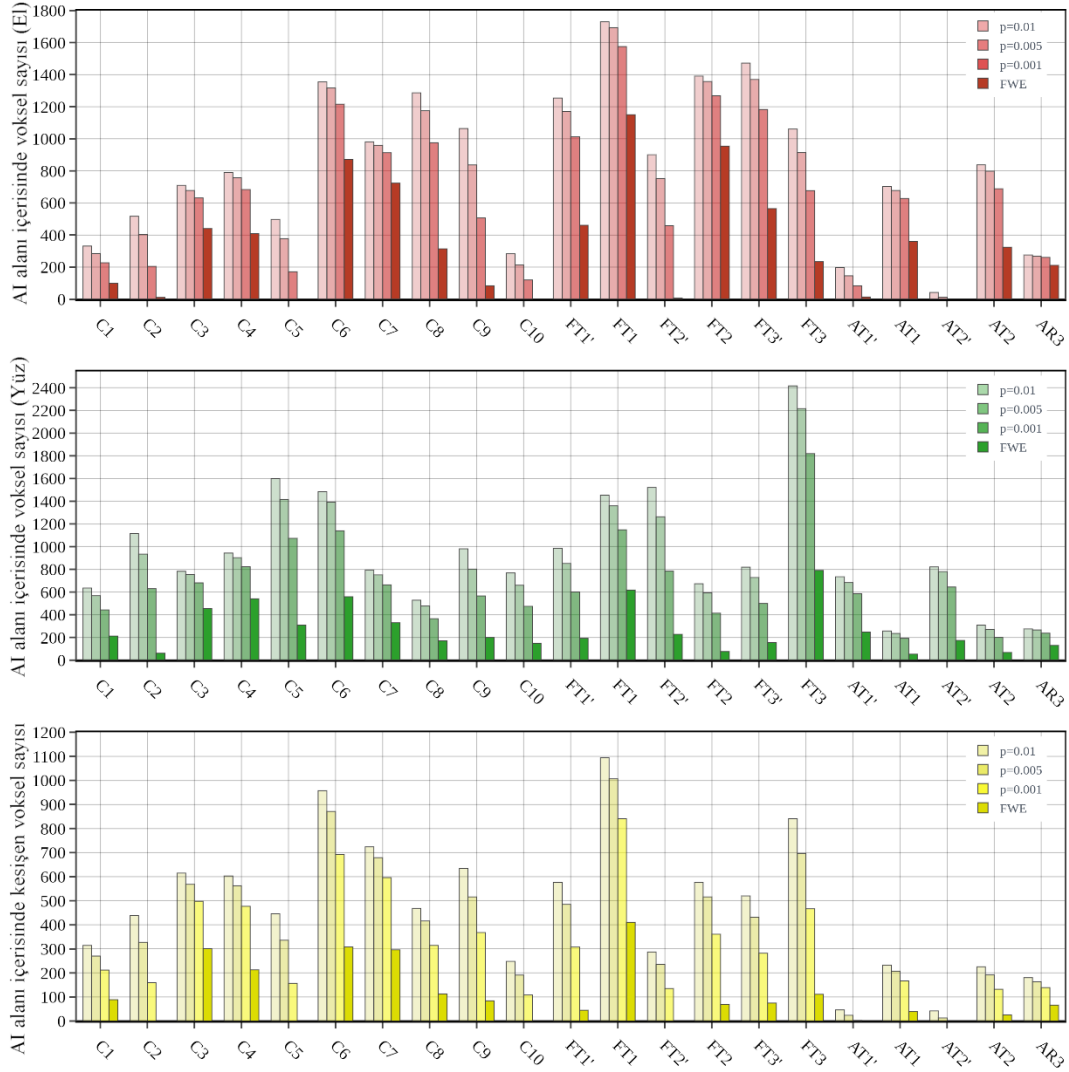 AI alanı içerisinde voksel sayısı (El)
1800
1600
1400
1200
1000
800
600
400
200
0
p=0.01
p=0.005
p=0.001
FWE
C1 C2 C3 C4 C5 C6 C7 C8 C9 C10 FT1' FT1 FT2' FT2 FT3' FT3 AT1' AT1 AT2' AT2 AR3
AI alanı içerisinde voksel sayısı (Yüz)
2400
2200
2000
1800
1600
1400
1200
1000
800
600
400
200
0
p=0.01
p=0.005
p=0.001
FWE
C1 C2 C3 C4 C5 C6 C7 C8 C9 C10 FT1' FT1 FT2' FT2 FT3' FT3 AT1' AT1 AT2' AT2 AR3
AI alanı içerisinde kesişen voksel sayısı
1200
1100
1000
900
800
700
600
500
400
300
200
100
0
p=0.01
p=0.005
p=0.001
FWE
C1 C2 C3 C4 C5 C6 C7 C8 C9 C10 FT1' FT1 FT2' FT2 FT3' FT3 AT1' AT1 AT2' AT2 AR3